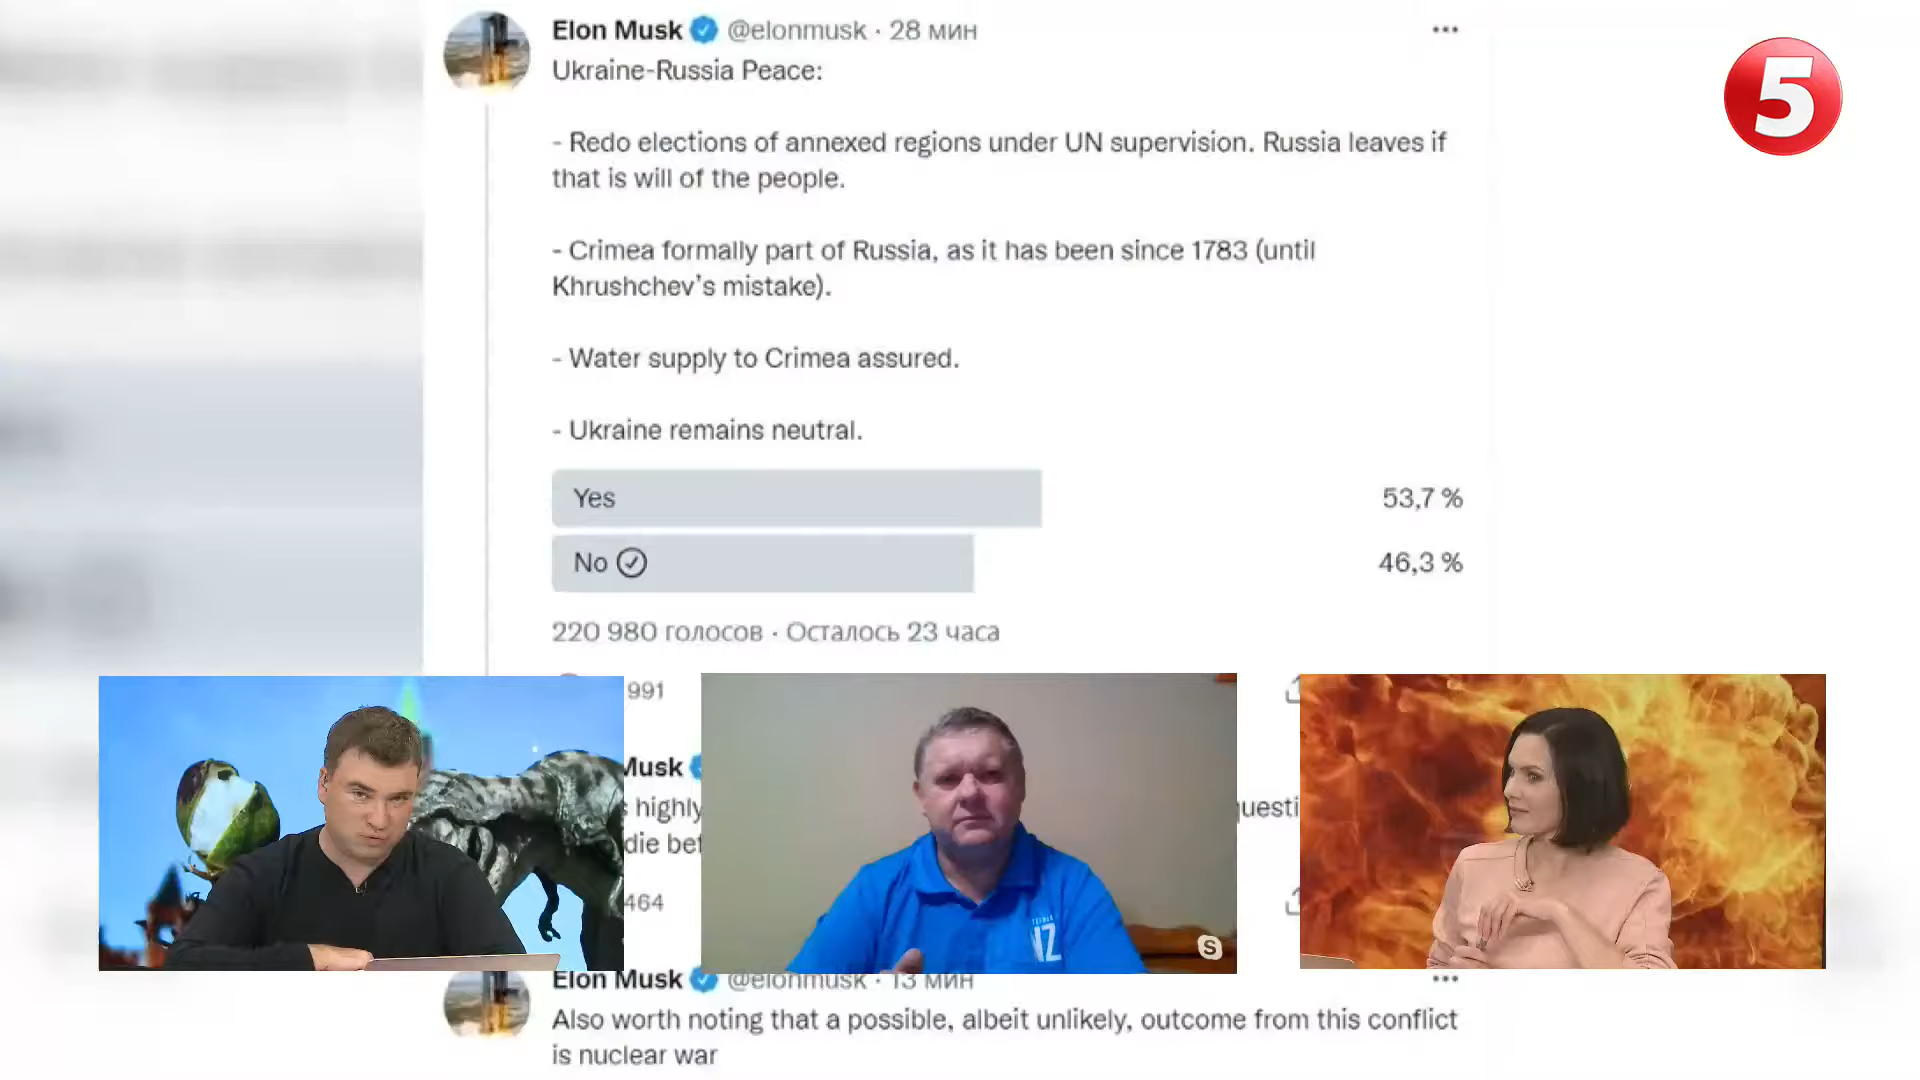 Elon Musk @elonmusk · 28 мин
5
Ukraine-Russia Peace:
- Redo elections of annexed regions under UN supervision. Russia leaves if
that is will of the people.
- Crimea formally part of Russia, as it has been since 1783 (until
Khrushchev's mistake).
- Water supply to Crimea assured.
- Ukraine remains neutral.
Yes 53,7 %
No 46,3 %
220 980 голосов · Осталось 23 часа
991
Musk
highly
die
464
NZ
S
Elon Musk @elonmusk · 13 мин
Also worth noting that a possible, albeit unlikely, outcome from this conflict
is nuclear war